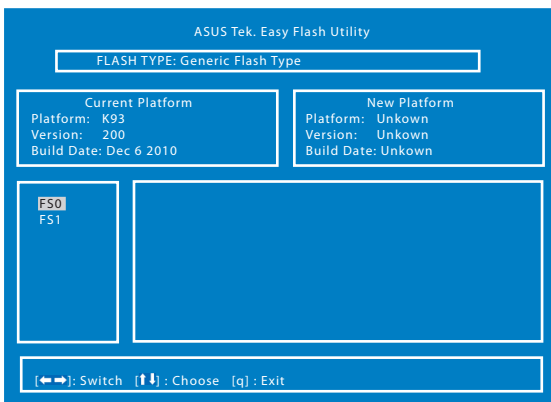 ASUS Tek. Easy Flash Utility
FLASH TYPE: Generic Flash Type
Current Platform
Platform: K93
Version: 200
Build Date: Dec 6 2010
New Platform
Platform: Unkown
Version: Unkown
Build Date: Unkown
FS0
FS1
[⬅➡]: Switch [⬆⬇] : Choose [q] : Exit